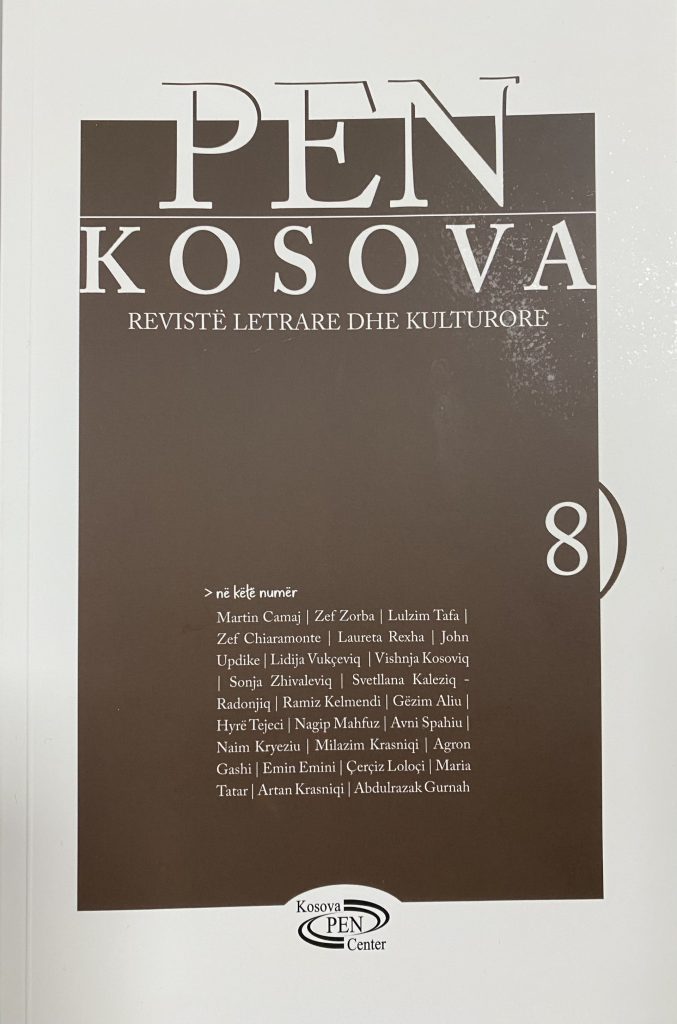 PEN
KOSOVA
REVISTË LETRARE DHE KULTURORE
8
> në këtë numër
Martin Camaj | Zef Zorba | Lulzim Tafa |
Zef Chiaramonte | Laureta Rexha | John
Updike | Lidija Vukçeviq | Vishnja Kosoviq
| Sonja Zhivaleviq | Svetllana Kaleziq -
Radonjiq | Ramiz Kelmendi | Gëzim Aliu |
Hyrë Tejeci | Nagip Mahfuz | Avni Spahiu |
Naim Kryeziu | Milazim Krasniqi | Agron
Gashi | Emin Emini | Çerçiz Loloçi | Maria
Tatar | Artan Krasniqi | Abdulrazak Gurnah
Kosova
PEN
Center